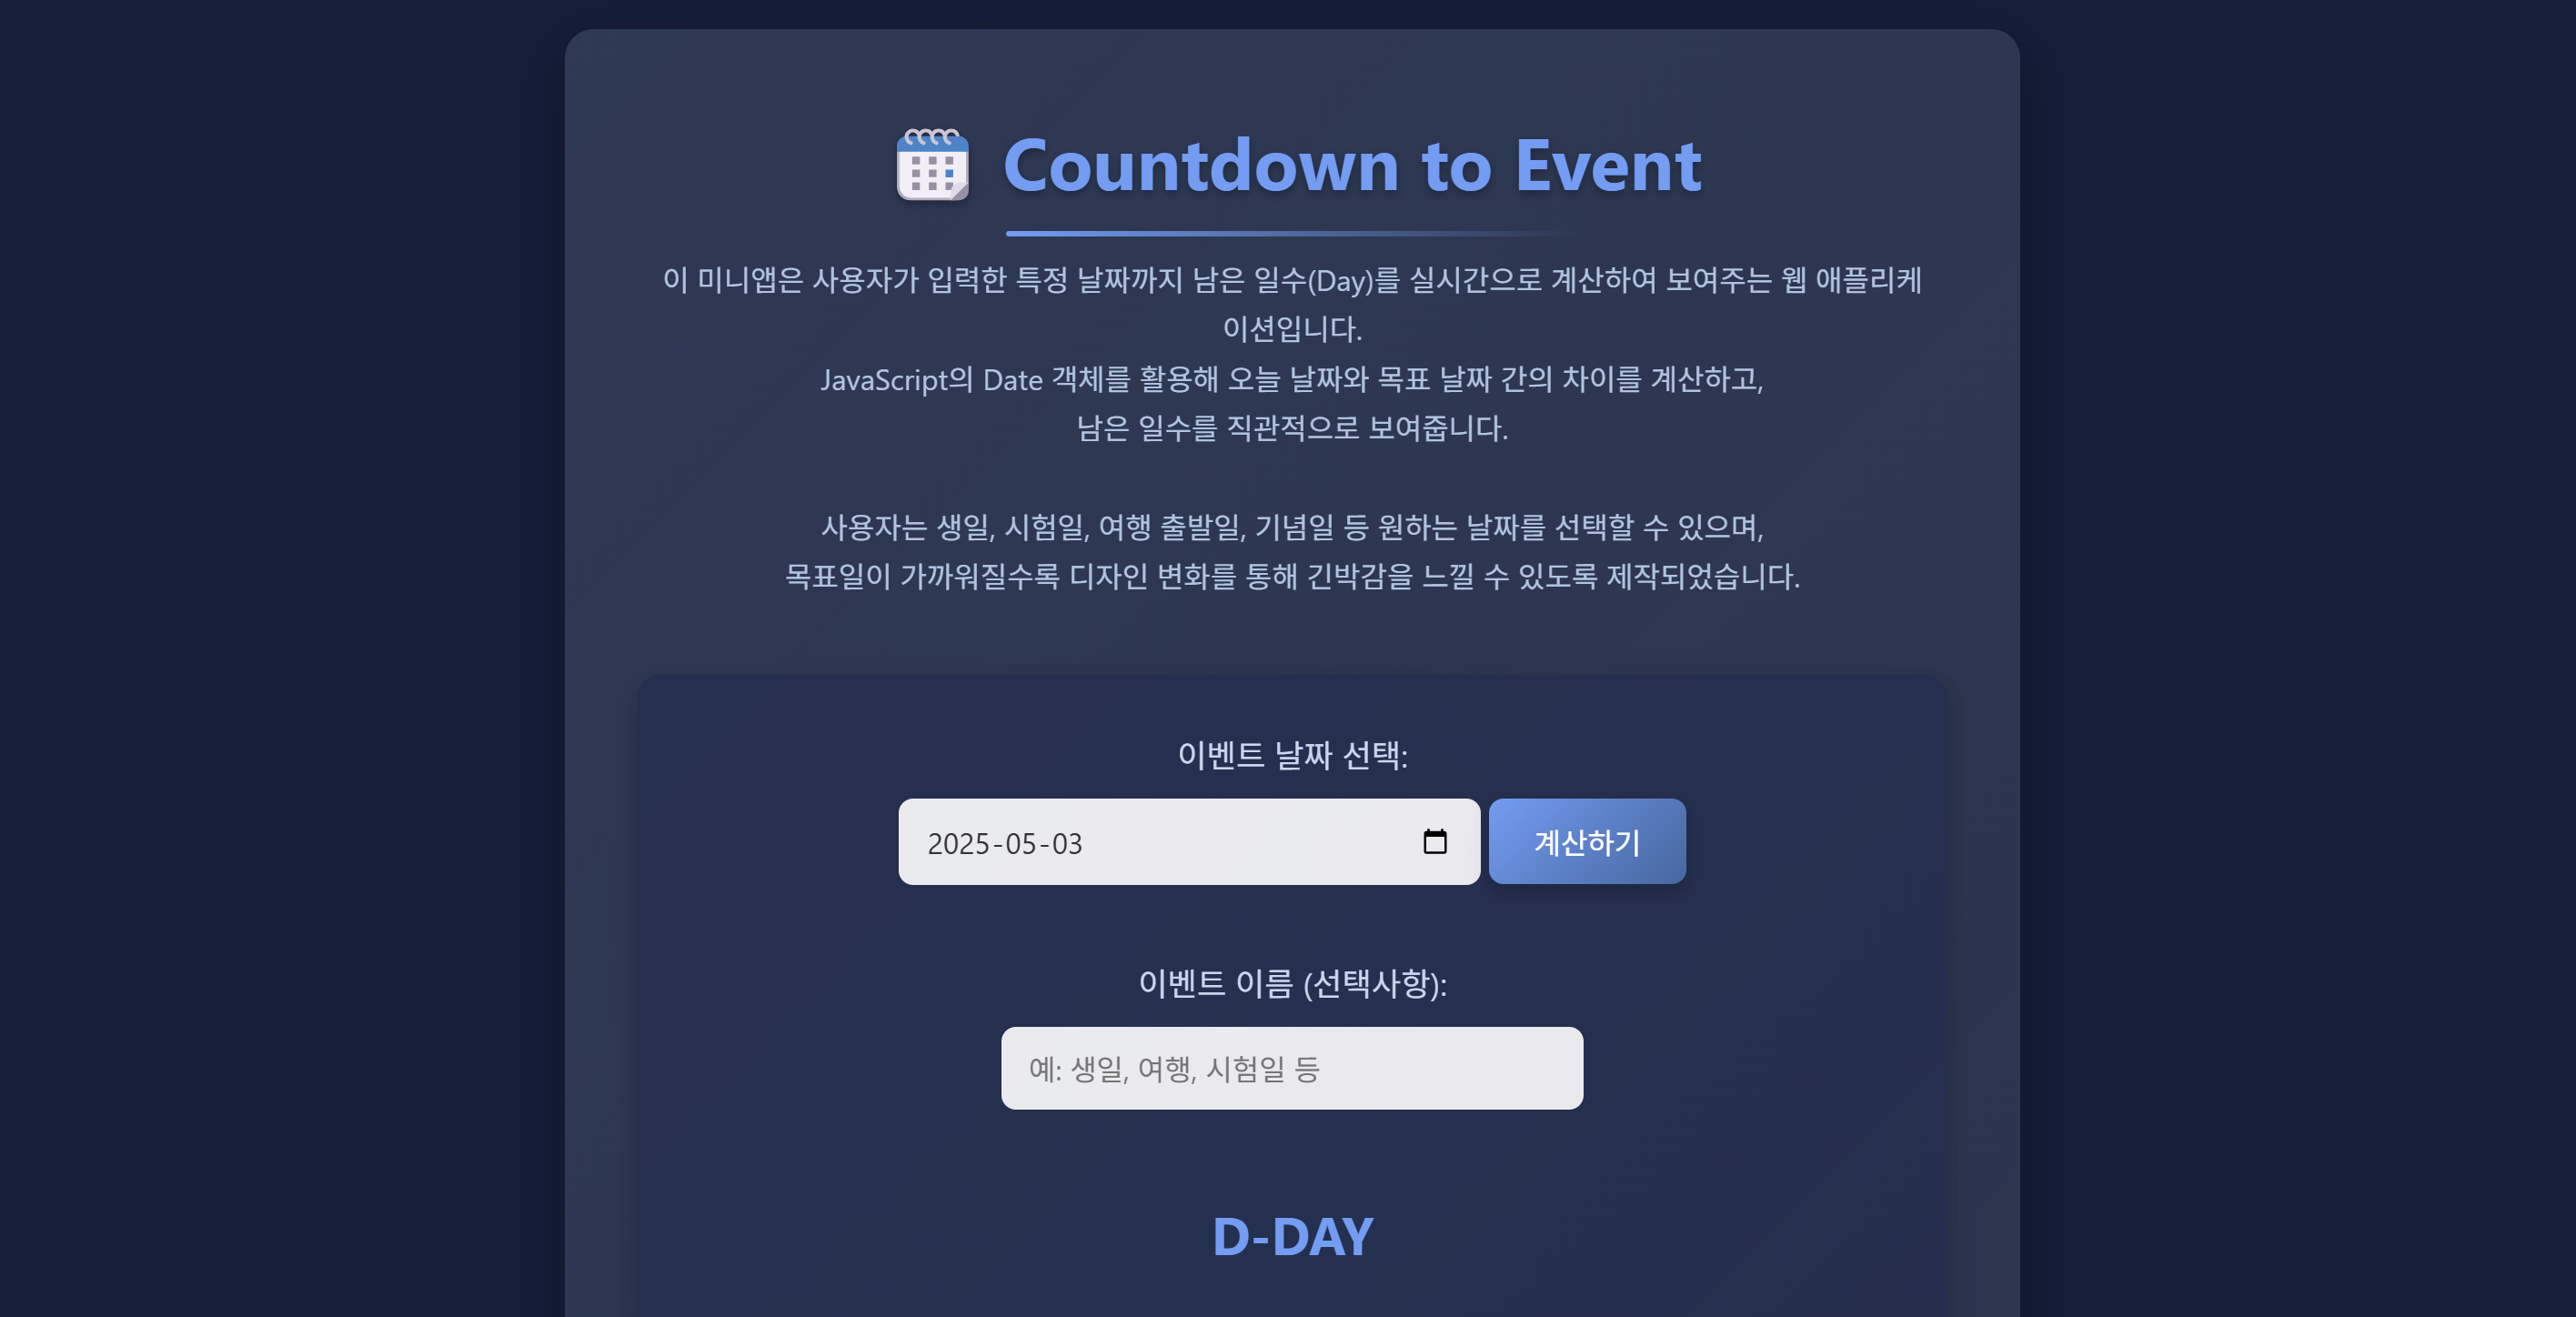 Countdown to Event
이 미니앱은 사용자가 입력한 특정 날짜까지 남은 일수(Day)를 실시간으로 계산하여 보여주는 웹 애플리케
이션입니다.
JavaScript의 Date 객체를 활용해 오늘 날짜와 목표 날짜 간의 차이를 계산하고,
남은 일수를 직관적으로 보여줍니다.
사용자는 생일, 시험일, 여행 출발일, 기념일 등 원하는 날짜를 선택할 수 있으며,
목표일이 가까워질수록 디자인 변화를 통해 긴박감을 느낄 수 있도록 제작되었습니다.
이벤트 날짜 선택:
2025-05-03
계산하기
이벤트 이름 (선택사항):
예: 생일, 여행, 시험일 등
D-DAY